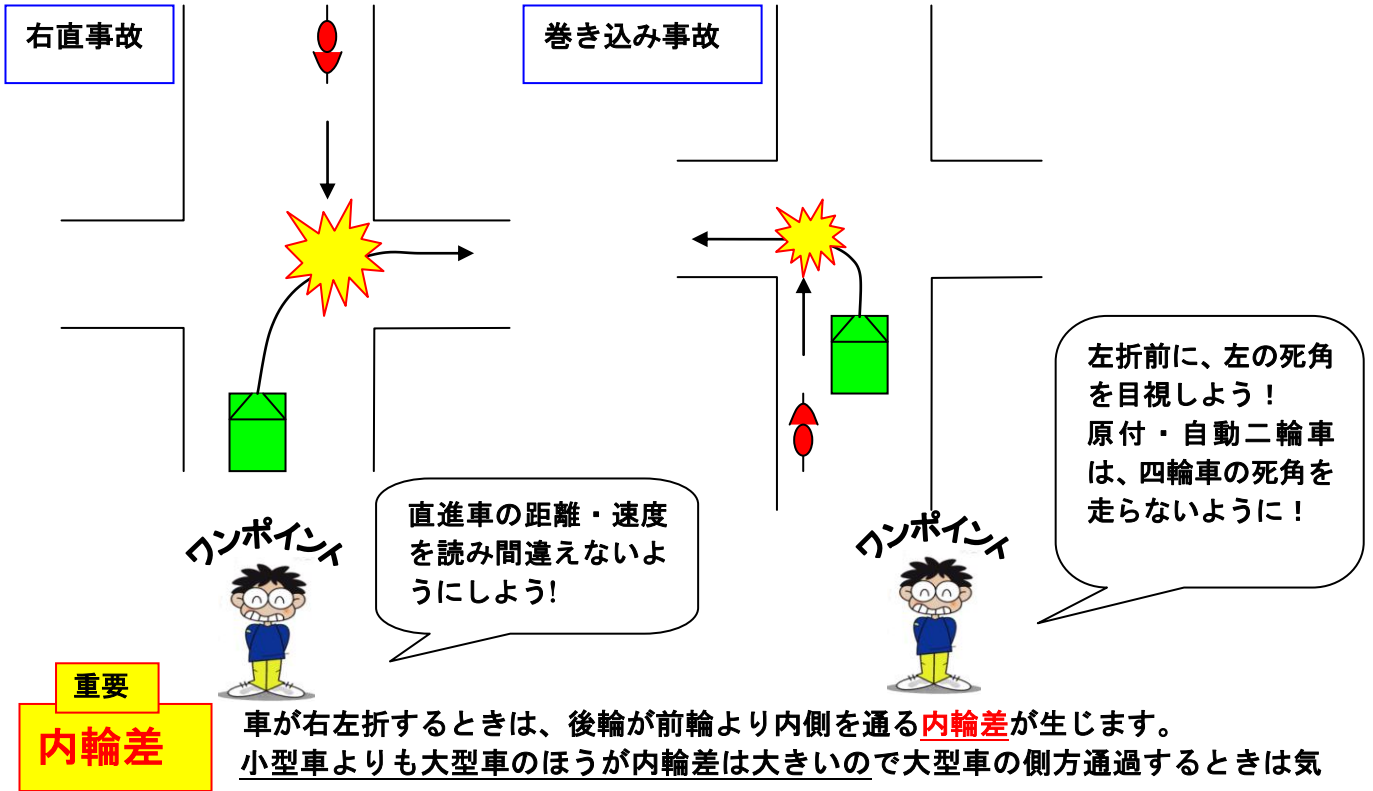 右直事故
巻き込み事故
左折前に、左の死角
を目視しよう！
原付・自動二輪車
は、四輪車の死角を
走らないように！
ワンポイント
直進車の距離・速度
を読み間違えないよ
うにしよう!
ワンポイント
重要
内輪差
車が右左折するときは、後輪が前輪より内側を通る内輪差が生じます。
小型車よりも大型車のほうが内輪差は大きいので大型車の側方通過するときは気